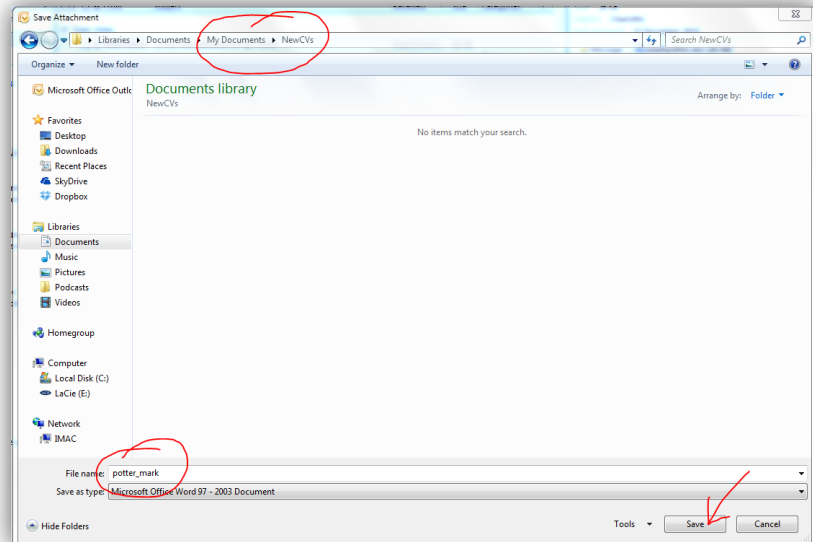 Save Attachment
Libraries Documents My Documents NewCVs
Search NewCVs
Organize New folder
Microsoft Office Outlc
Documents library
NewCVs
Arrange by: Folder
No items match your search.
Favorites
Desktop
Downloads
Recent Places
SkyDrive
Dropbox
Libraries
Documents
Music
Pictures
Podcasts
Videos
Homegroup
Computer
Local Disk (C:)
LaCie (E:)
Network
IMAC
File name: potter_mark
Save as type: Microsoft Office Word 97 - 2003 Document
Hide Folders
Tools Save Cancel